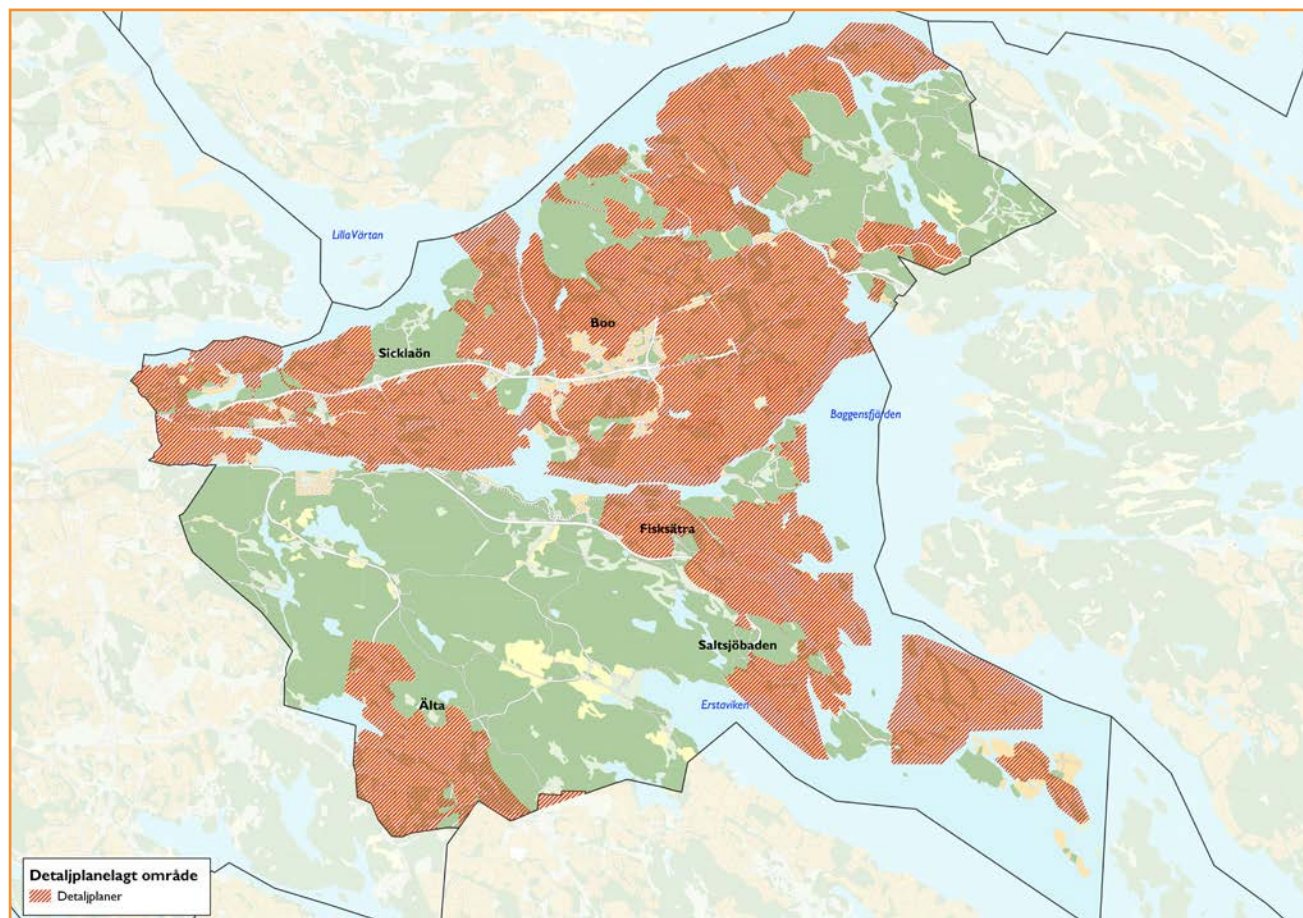 Lilla Värtan
Boo
Sicklaön
Baggensfjärden
Fisksätra
Saltsjöbaden
Älta
Erstaviken
Detaljplanelagt område
Detaljplaner